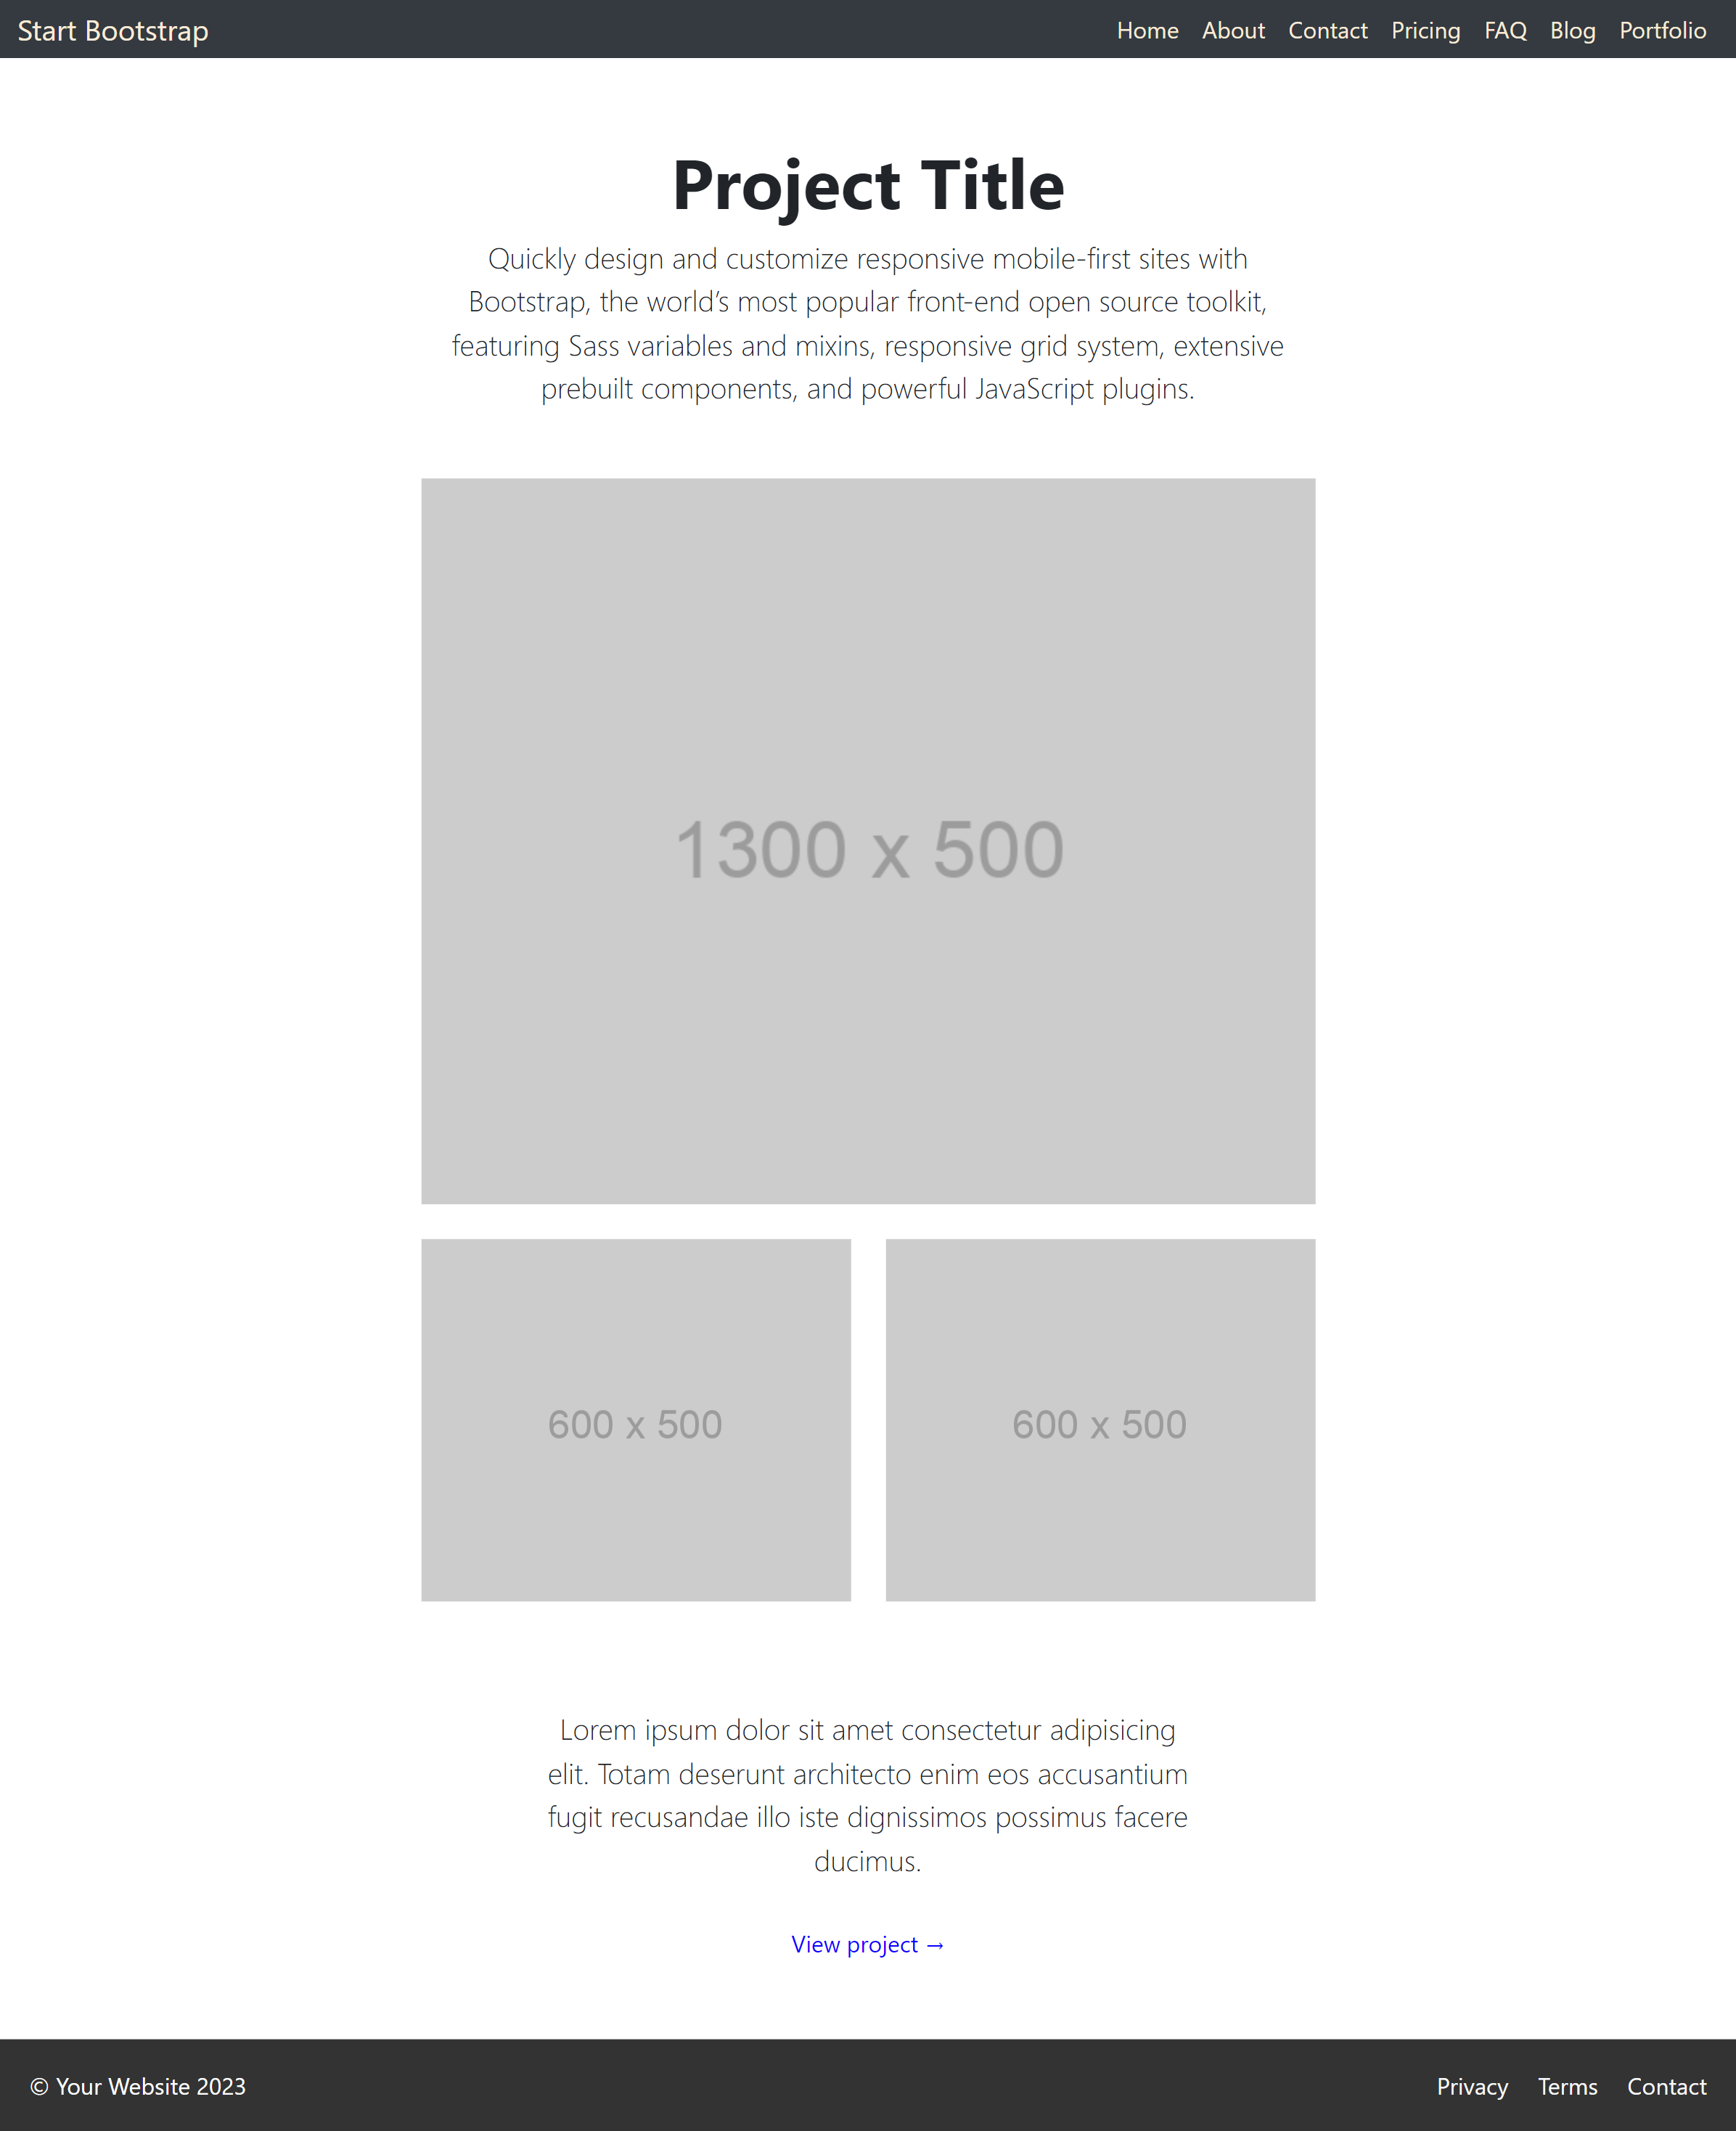 Start Bootstrap
Home About Contact Pricing FAQ Blog Portfolio
Project Title
Quickly design and customize responsive mobile-first sites with
Bootstrap, the world’s most popular front-end open source toolkit,
featuring Sass variables and mixins, responsive grid system, extensive
prebuilt components, and powerful JavaScript plugins.
1300 x 500
600 x 500
600 x 500
Lorem ipsum dolor sit amet consectetur adipisicing
elit. Totam deserunt architecto enim eos accusantium
fugit recusandae illo iste dignissimos possimus facere
ducimus.
View project →
© Your Website 2023
Privacy Terms Contact